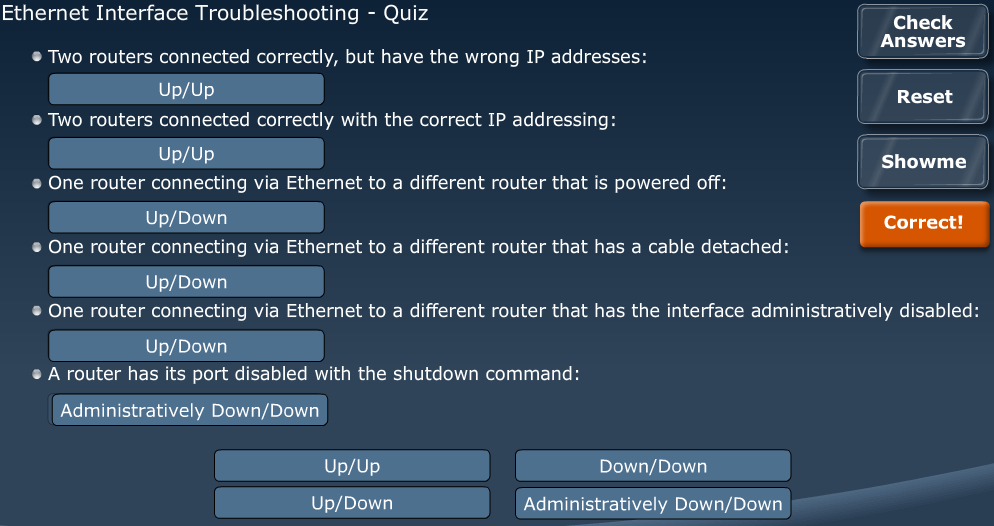 Ethernet Interface Troubleshooting - Quiz
Check
Answers
Two routers connected correctly, but have the wrong IP addresses:
Up/Up
Reset
Two routers connected correctly with the correct IP addressing:
Up/Up
Showme
One router connecting via Ethernet to a different router that is powered off:
Up/Down
Correct!
One router connecting via Ethernet to a different router that has a cable detached:
Up/Down
One router connecting via Ethernet to a different router that has the interface administratively disabled:
Up/Down
A router has its port disabled with the shutdown command:
Administratively Down/Down
Up/Up
Down/Down
Up/Down
Administratively Down/Down